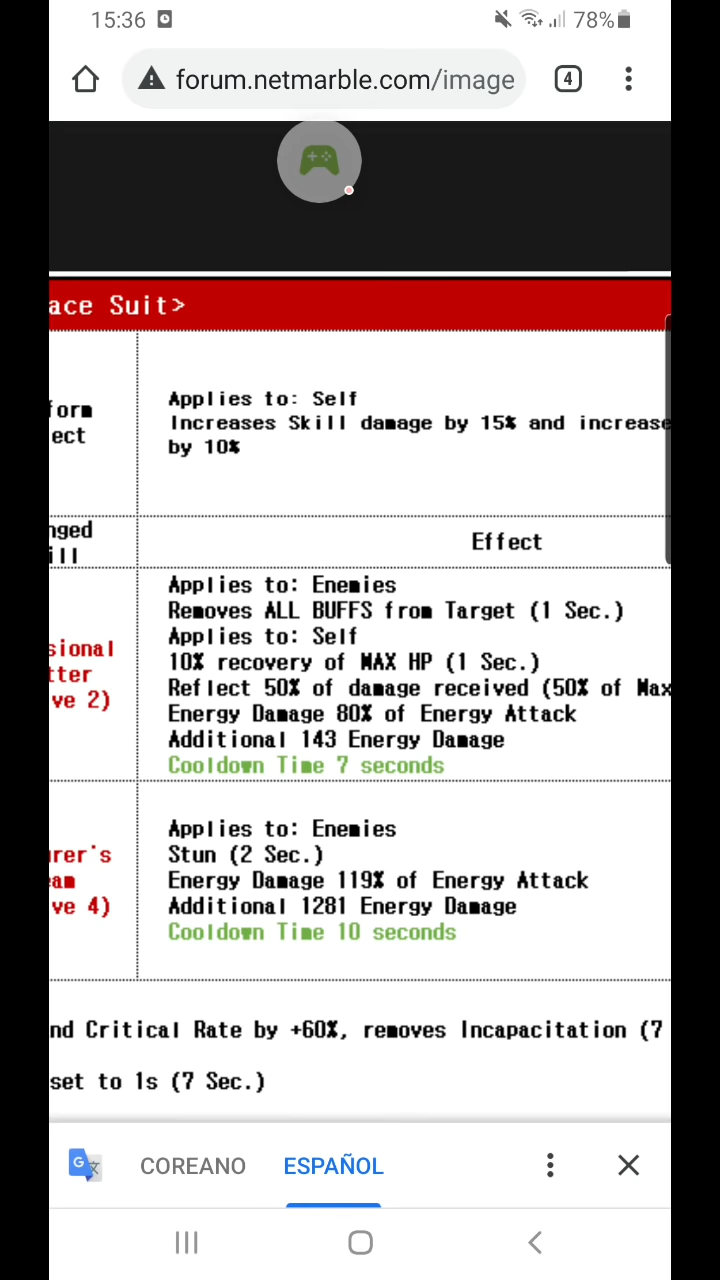 15:36
78%
forum.netmarble.com/image
4
ace Suit>
form
ect
Applies to: Self
Increases Skill damage by 15% and increase
by 10%
nged
ill
Effect
sional
tter
ve 2)
Applies to: Enemies
Removes ALL BUFFS from Target (1 Sec.)
Applies to: Self
10% recovery of MAX HP (1 Sec.)
Reflect 50% of damage received (50% of Max
Energy Damage 80% of Energy Attack
Additional 143 Energy Damage
Cooldown Time 7 seconds
urer's
am
ve 4)
Applies to: Enemies
Stun (2 Sec.)
Energy Damage 119% of Energy Attack
Additional 1281 Energy Damage
Cooldown Time 10 seconds
nd Critical Rate by +60%, removes Incapacitation (7
set to 1s (7 Sec.)
G 文
COREANO
ESPAÑOL